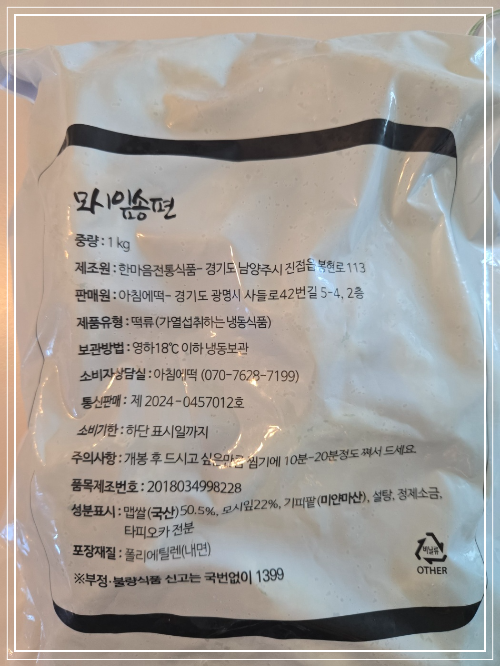 모시잎송편
중량 : 1 kg
제조원 : 한마음전통식품- 경기도 남양주시 진접읍 봉현로 113
판매원 : 아침에떡- 경기도 광명시 사들로42번길 5-4, 2층
제품유형 : 떡류 (가열섭취하는 냉동식품)
보관방법 : 영하18℃ 이하 냉동보관
소비자상담실 : 아침에떡 (070-7628-7199)
통신판매 : 제 2024 -0457012호
소비기한 : 하단 표시일까지
주의사항 : 개봉 후 드시고 싶은만큼 찜기에 10분-20분정도 쪄서 드세요.
품목제조번호 : 2018034998228
성분표시 : 맵쌀(국산)50.5%, 모시잎22%, 기피팥(미얀마산), 설탕, 정제소금,
타피오카 전분
포장재질 : 폴리에틸렌(내면)
※부정·불량식품 신고는 국번없이 1399
비닐류
OTHER